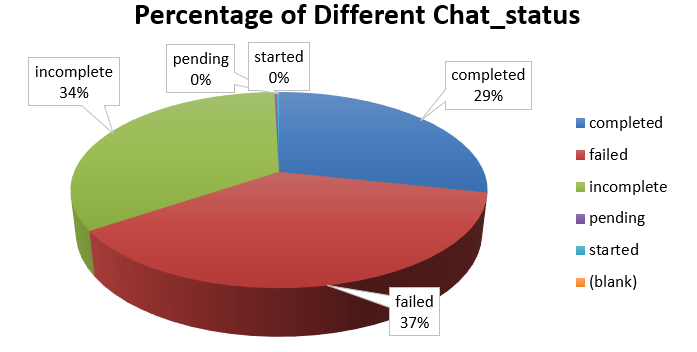 Percentage of Different Chat_status
incomplete
34%
pending
0%
started
0%
completed
29%
failed
37%
completed
failed
incomplete
pending
started
(blank)